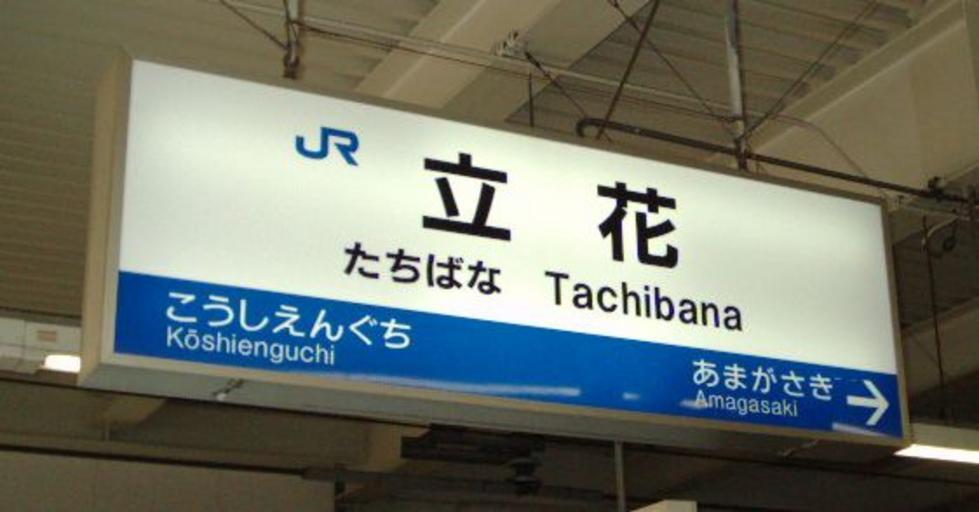 JR
立花
たちばな Tachibana
こうしえんぐち
Kōshienguchi
あまがさき →
Amagasaki